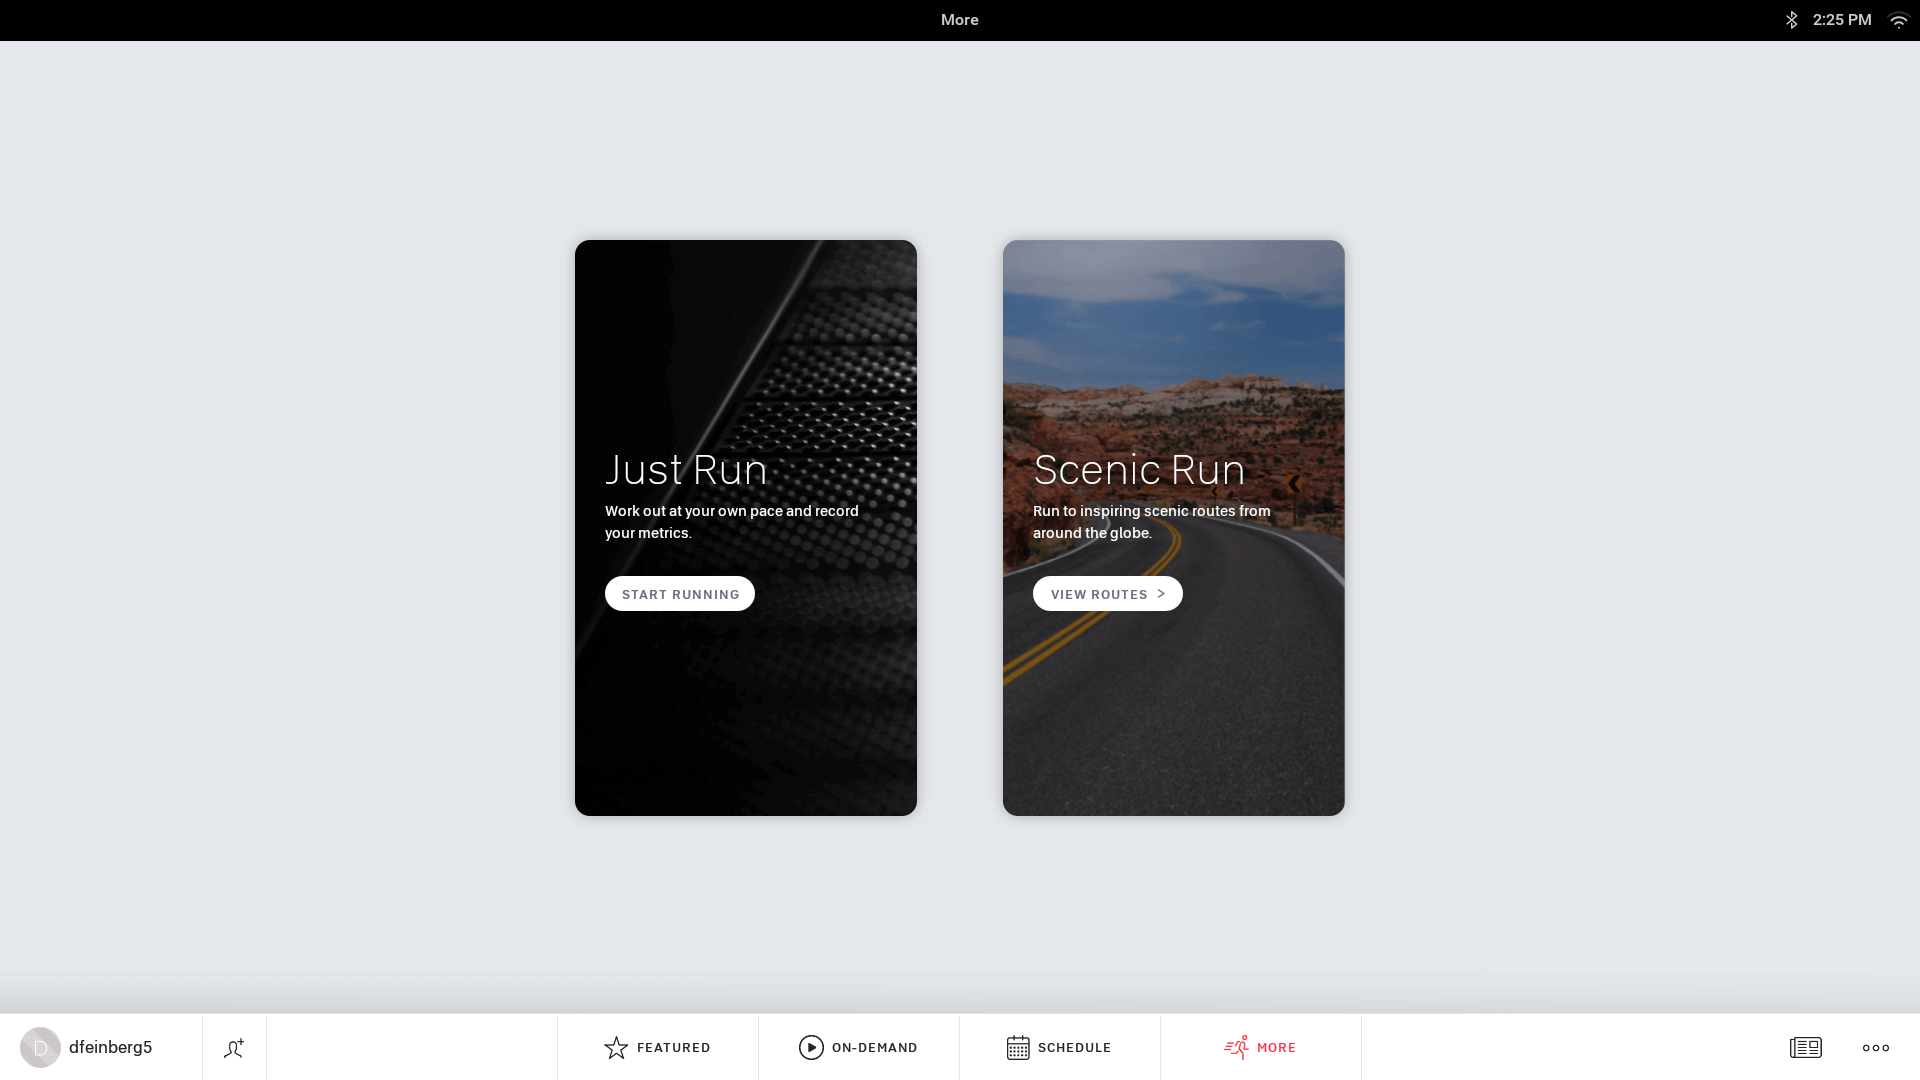 More
2:25 PM
Just Run
Work out at your own pace and record
your metrics.
START RUNNING
Scenic Run
Run to inspiring scenic routes from
around the globe.
VIEW ROUTES >
D
dfeinberg5
FEATURED
ON-DEMAND
SCHEDULE
MORE